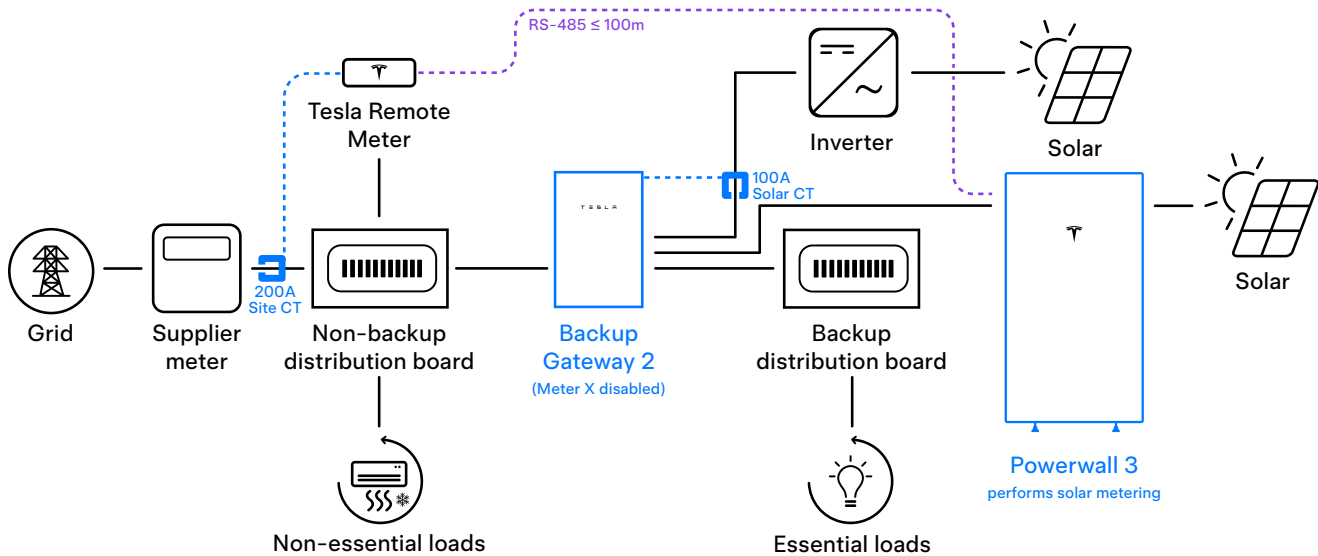 RS-485 ≤ 100m
Tesla Remote
Meter
Inverter
Solar
100A
Solar CT
TESLA
200A
Site CT
Grid
Supplier
meter
Non-backup
distribution board
Backup
Gateway 2
(Meter X disabled)
Backup
distribution board
Solar
Powerwall 3
performs solar metering
Non-essential loads
Essential loads